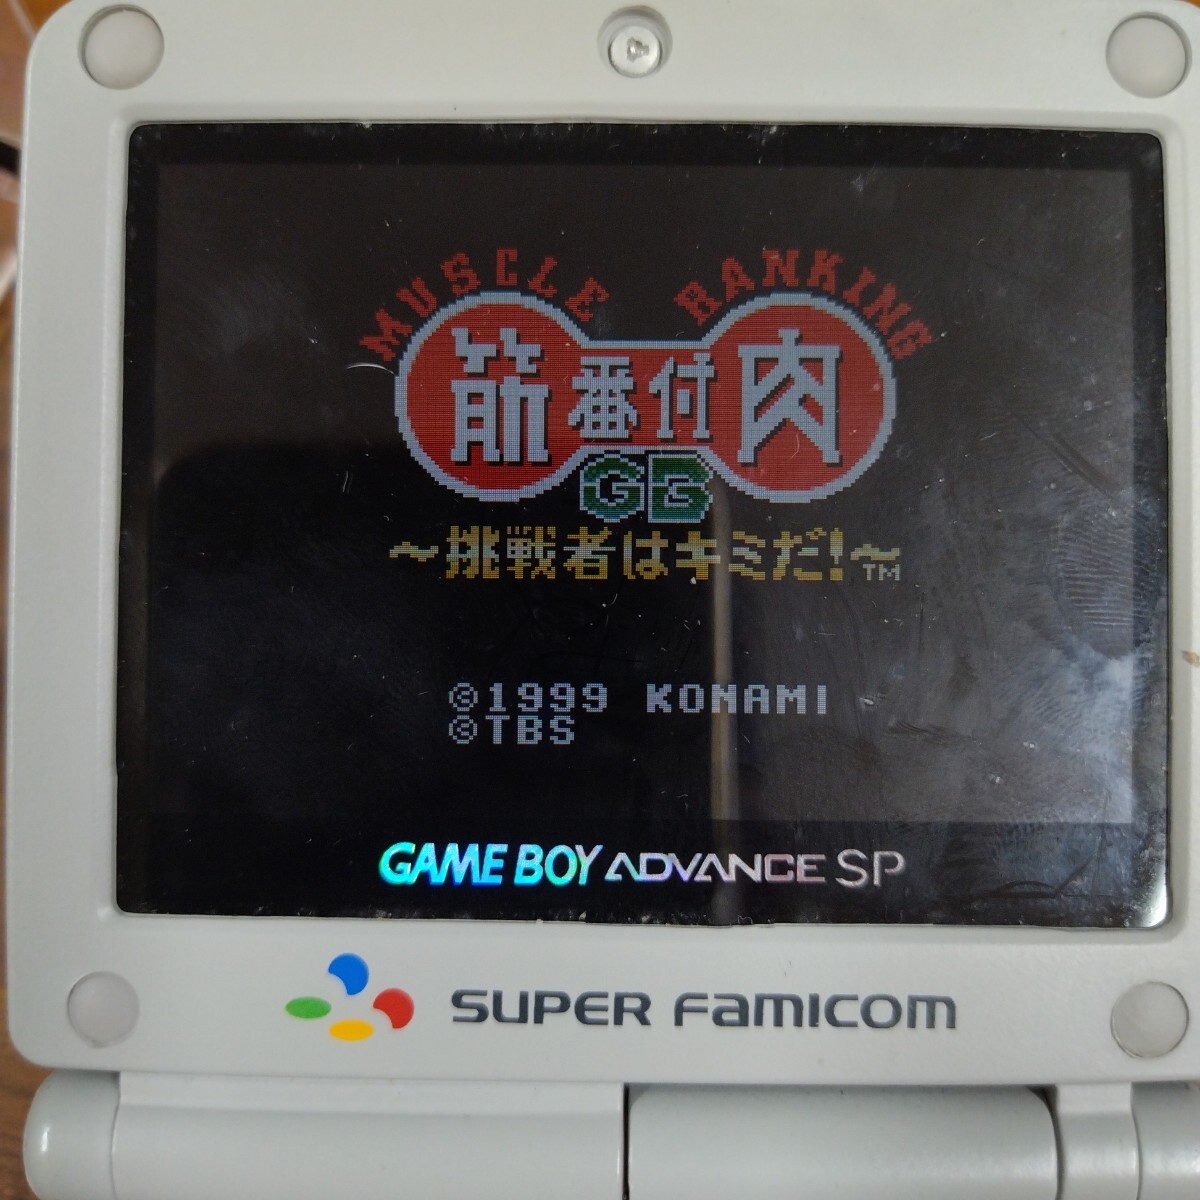 MUSCLE RANKING
筋番付肉
GB
～挑戦者はキミだ!～TM
©1999 KONAMI
©TBS
GAME BOY ADVANCE SP
SUPER FAMICOM